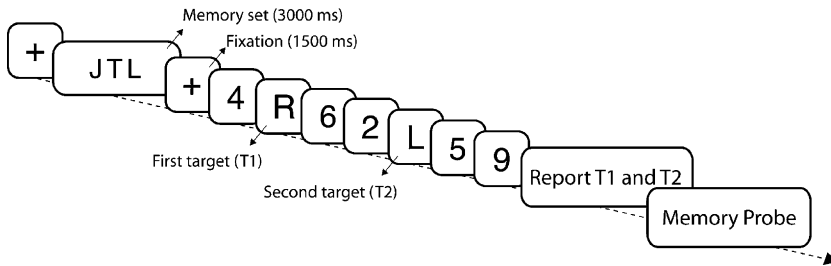 Memory set (3000 ms)
Fixation (1500 ms)
+
JTL
+
4
R
6
2
L
5
9
First target (T1)
Second target (T2)
Report T1 and T2
Memory Probe